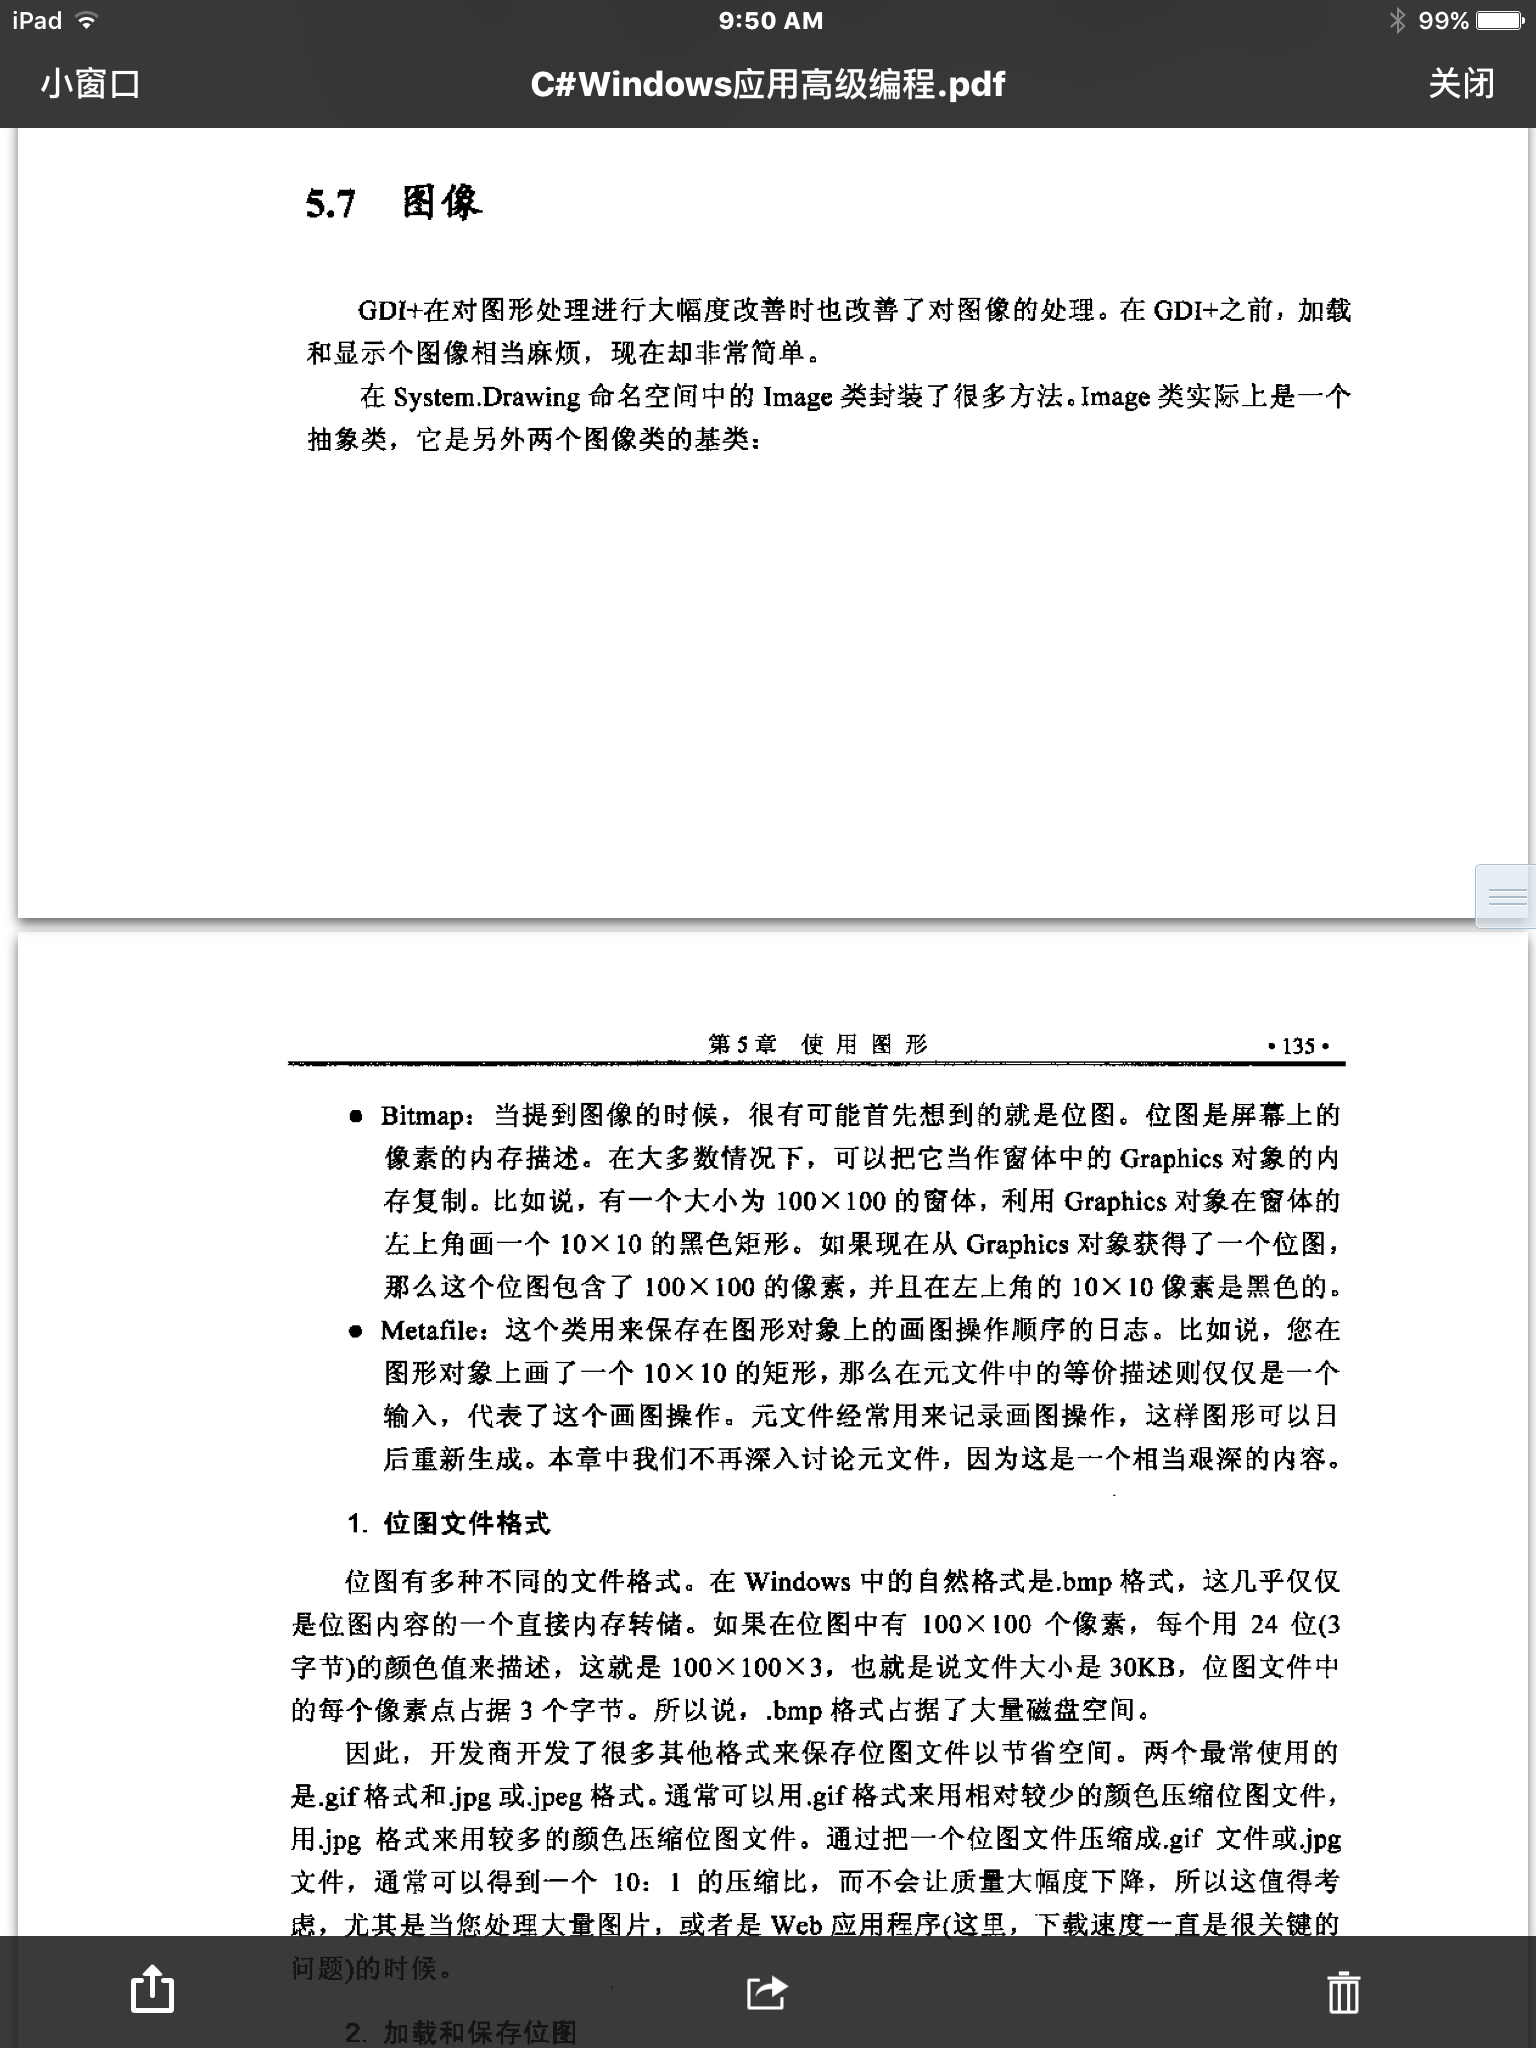 iPad
9:50 AM
99%
小窗口
C#Windows应用高级编程.pdf
关闭
5.7 图像
GDI+在对图形处理进行大幅度改善时也改善了对图像的处理。在 GDI+之前，加载
和显示个图像相当麻烦，现在却非常简单。
在 System.Drawing 命名空间中的 Image 类封装了很多方法。Image 类实际上是一个
抽象类，它是另外两个图像类的基类：
第 5 章 使 用 图 形
•135•
● Bitmap：当提到图像的时候，很有可能首先想到的就是位图。位图是屏幕上的
像素的内存描述。在大多数情况下，可以把它当作窗体中的 Graphics 对象的内
存复制。比如说，有一个大小为 100×100 的窗体，利用 Graphics 对象在窗体的
左上角画一个 10×10 的黑色矩形。如果现在从 Graphics 对象获得了一个位图，
那么这个位图包含了 100×100 的像素，并且在左上角的 10×10 像素是黑色的。
● Metafile：这个类用来保存在图形对象上的画图操作顺序的日志。比如说，您在
图形对象上画了一个 10×10 的矩形，那么在元文件中的等价描述则仅仅是一个
输入，代表了这个画图操作。元文件经常用来记录画图操作，这样图形可以日
后重新生成。本章中我们不再深入讨论元文件，因为这是一个相当艰深的内容。
1. 位图文件格式
位图有多种不同的文件格式。在 Windows 中的自然格式是.bmp 格式，这几乎仅仅
是位图内容的一个直接内存转储。如果在位图中有 100×100 个像素，每个用 24 位(3
字节)的颜色值来描述，这就是 100×100×3，也就是说文件大小是 30KB，位图文件中
的每个像素点占据 3 个字节。所以说，.bmp 格式占据了大量磁盘空间。
因此，开发商开发了很多其他格式来保存位图文件以节省空间。两个最常使用的
是.gif 格式和.jpg 或.jpeg 格式。通常可以用.gif 格式来用相对较少的颜色压缩位图文件，
用.jpg 格式来用较多的颜色压缩位图文件。通过把一个位图文件压缩成.gif 文件或.jpg
文件，通常可以得到一个 10：1 的压缩比，而不会让质量大幅度下降，所以这值得考
虑，尤其是当您处理大量图片，或者是 Web 应用程序(这里，下载速度一直是很关键的
问题)的时候。
2. 加载和保存位图